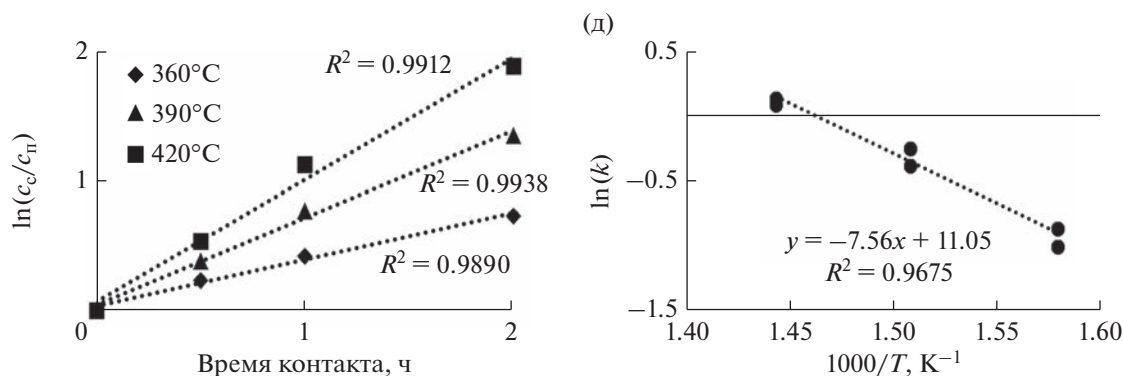 (д)
ln(c_с/c_п)
2
1
0
1
2
360°C
390°C
420°C
R² = 0.9912
R² = 0.9938
R² = 0.9890
Время контакта, ч
ln(k)
0.5
−0.5
−1.5
1.40
1.45
1.50
1.55
1.60
y = −7.56x + 11.05
R² = 0.9675
1000/T, K⁻¹